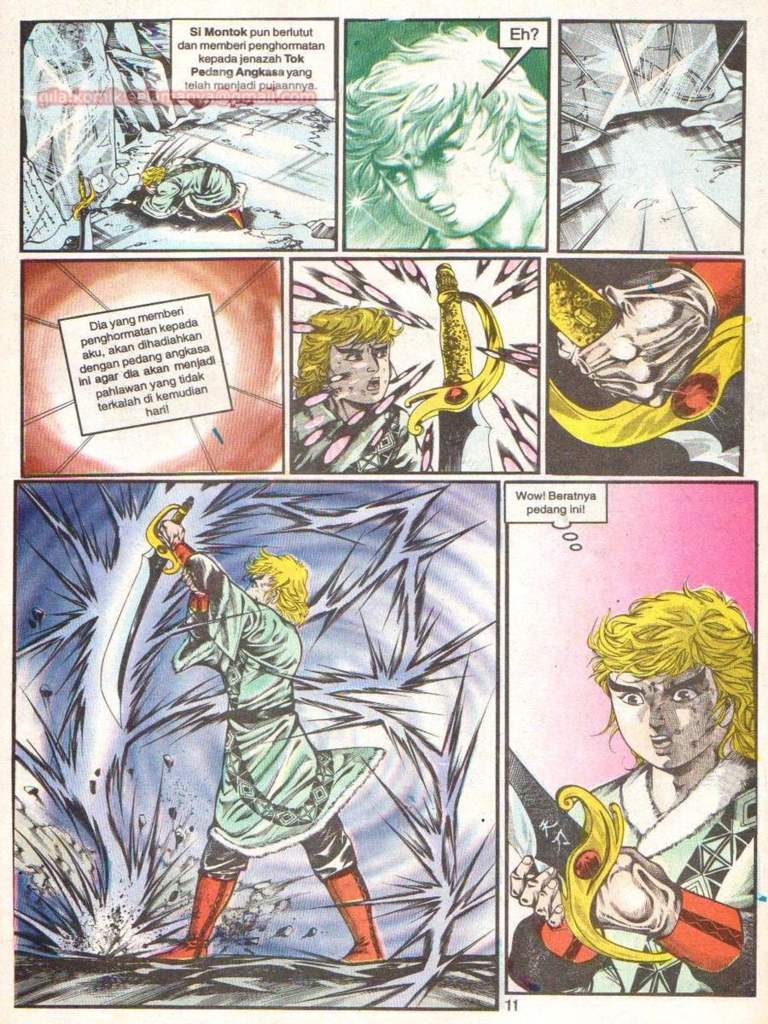 Si Montok pun berlutut
dan memberi penghormatan
kepada jenazah Tok
Pedang Angkasa yang
telah menjadi pujaannya.
Eh?
Dia yang memberi
penghormatan kepada
aku, akan dihadiahkan
dengan pedang angkasa
ini agar dia akan menjadi
pahlawan yang tidak
terkalah di kemudian
hari!
Wow! Beratnya
pedang ini!
11